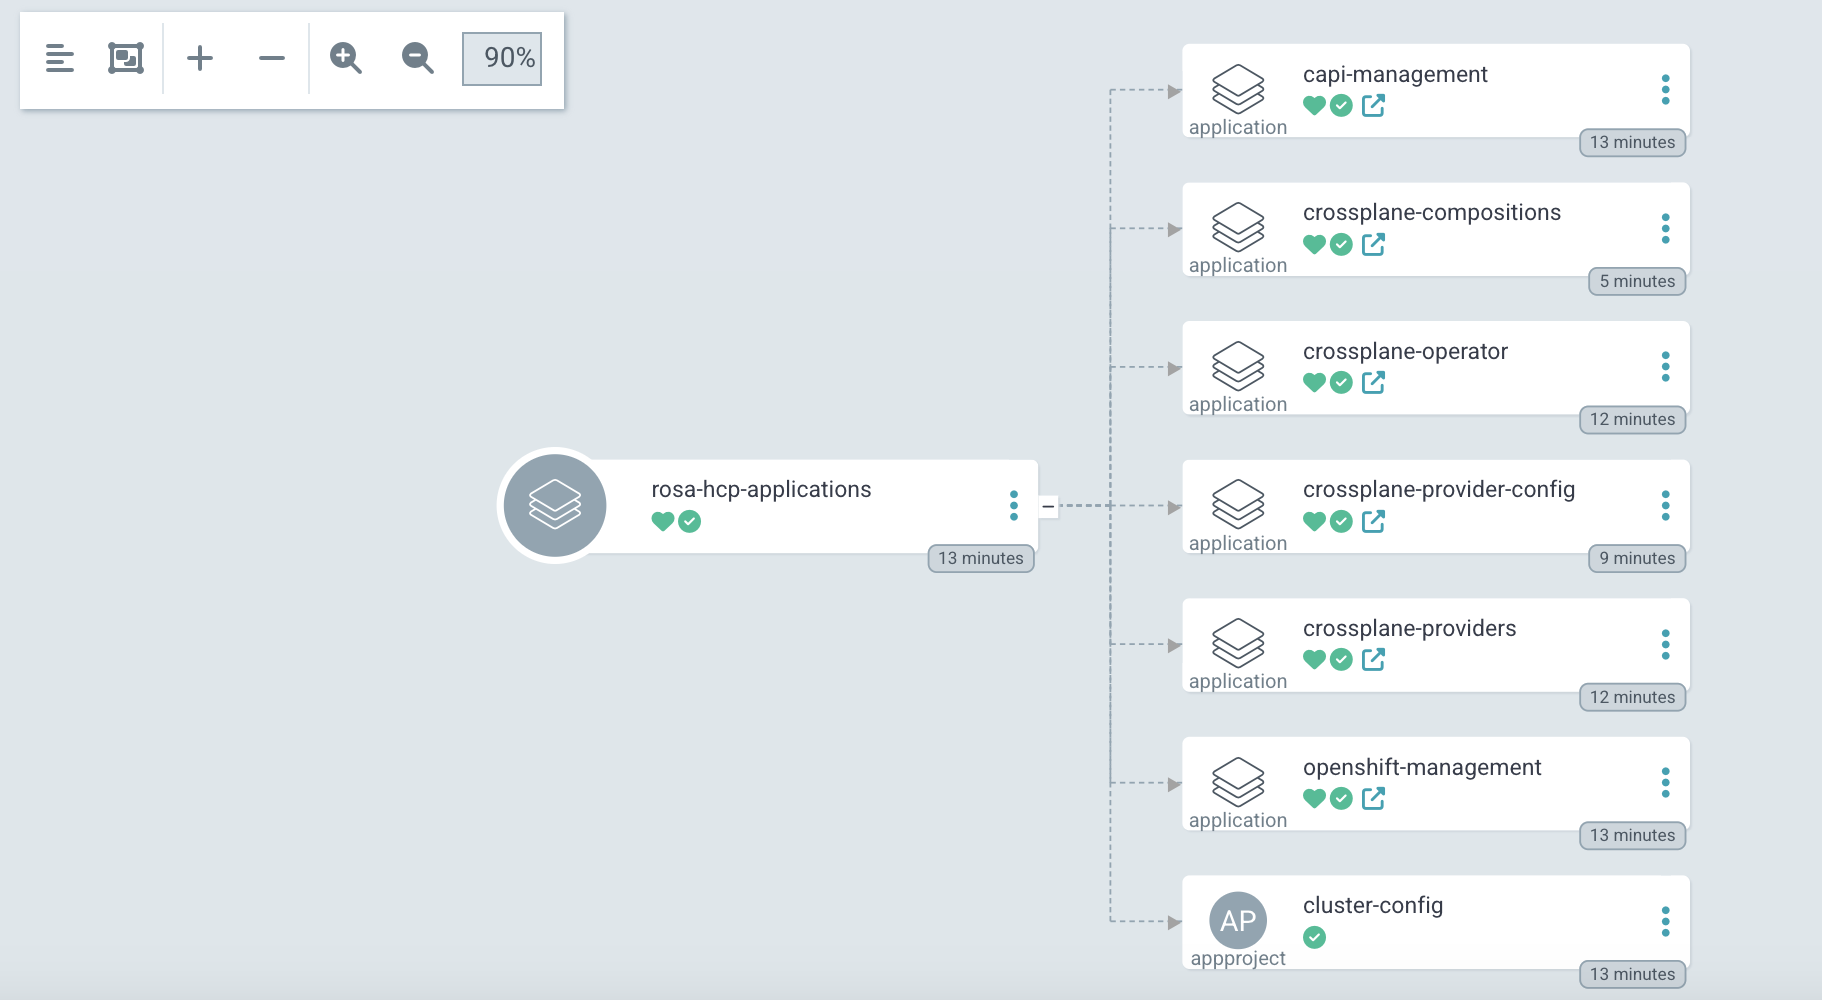 90%
capi-management
application
13 minutes
crossplane-compositions
application
5 minutes
crossplane-operator
application
12 minutes
rosa-hcp-applications
13 minutes
crossplane-provider-config
application
9 minutes
crossplane-providers
application
12 minutes
openshift-management
application
13 minutes
AP
cluster-config
appproject
13 minutes